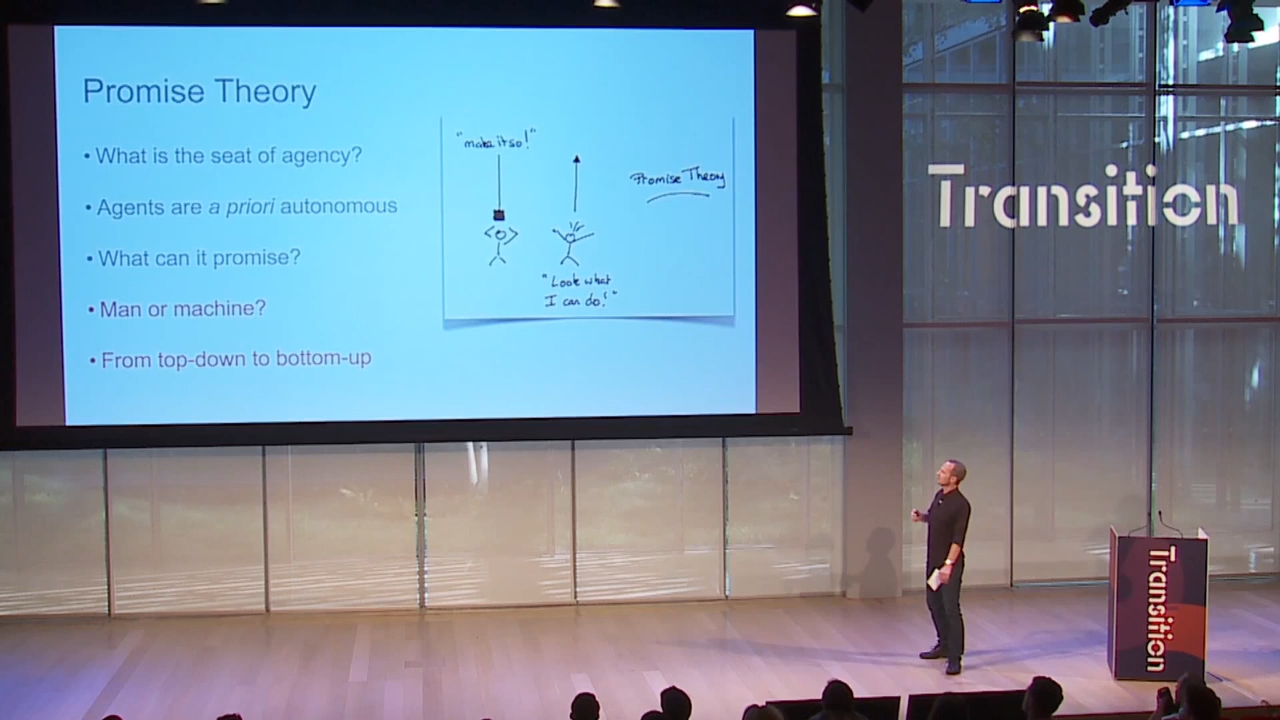 Promise Theory
• What is the seat of agency?
• Agents are a priori autonomous
• What can it promise?
• Man or machine?
• From top-down to bottom-up
"make it so!"
Promise Theory
"Look what
I can do!"
Transition
Transition